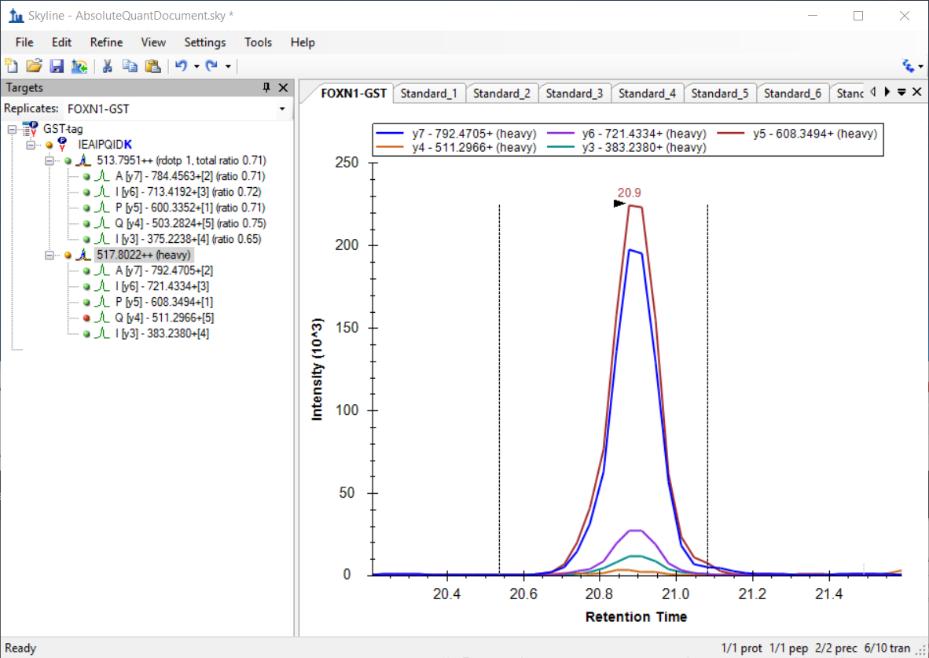 Skyline - AbsoluteQuantDocument.sky *
File Edit Refine View Settings Tools Help
Targets
Replicates: FOXN1-GST
GST-tag
IEAIPQIDK
513.7951++ (rdotp 1, total ratio 0.71)
A [y7] - 784.4563+[2] (ratio 0.71)
I [y6] - 713.4192+[3] (ratio 0.72)
P [y5] - 600.3352+[1] (ratio 0.71)
Q [y4] - 503.2824+[5] (ratio 0.75)
I [y3] - 375.2238+[4] (ratio 0.65)
517.8022++ (heavy)
A [y7] - 792.4705+[2]
I [y6] - 721.4334+[3]
P [y5] - 608.3494+[1]
Q [y4] - 511.2966+[5]
I [y3] - 383.2380+[4]
FOXN1-GST Standard_1 Standard_2 Standard_3 Standard_4 Standard_5 Standard_6 Stanc
y7 - 792.4705+ (heavy) y6 - 721.4334+ (heavy) y5 - 608.3494+ (heavy)
y4 - 511.2966+ (heavy) y3 - 383.2380+ (heavy)
250
200
150
100
50
0
Intensity (10^3)
20.9
20.4 20.6 20.8 21.0 21.2 21.4
Retention Time
Ready
1/1 prot 1/1 pep 2/2 prec 6/10 tran